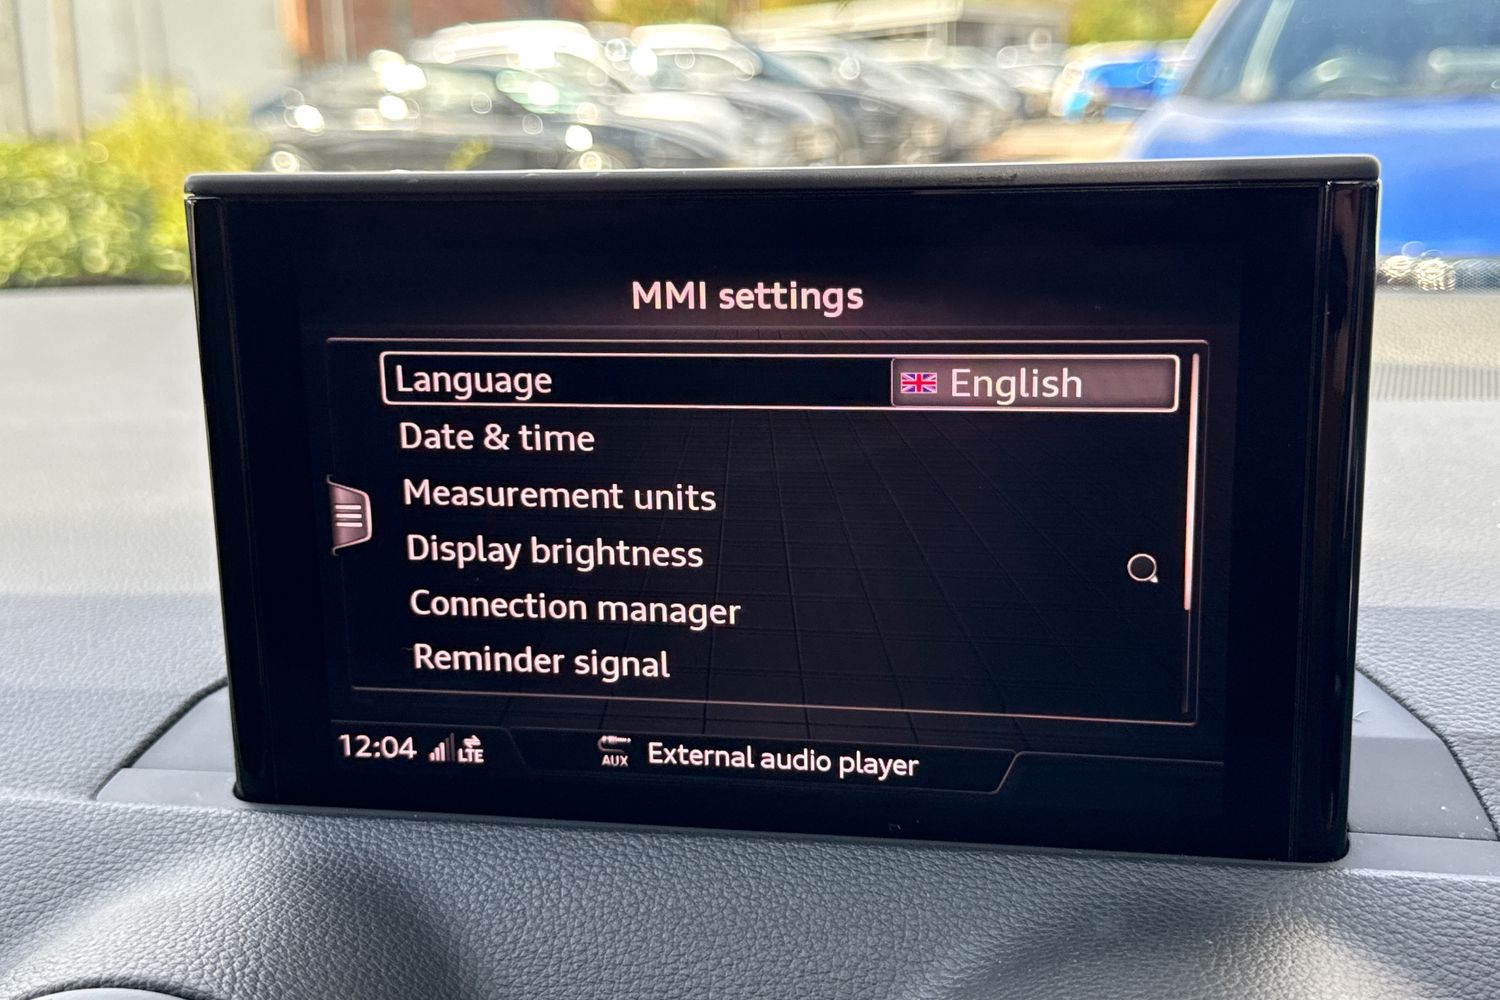 MMI settings
Language English
Date & time
Measurement units
Display brightness
Connection manager
Reminder signal
12:04 LTE AUX External audio player